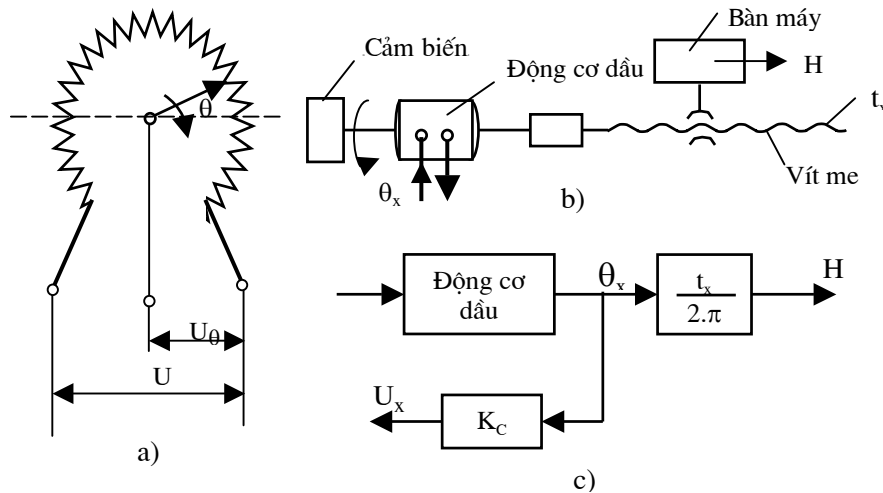 θ
U_θ
U
a)
Cảm biến
Động cơ dầu
Bàn máy
H
t_x
Vít me
θ_x
b)
Động cơ
dầu
θ_x
t_x
2.π
H
U_x
K_C
c)